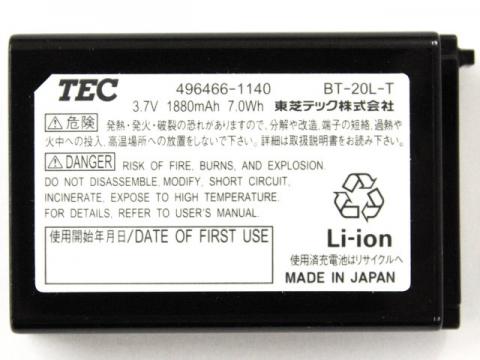 TEC 496466-1140 BT-20L-T
3.7V 1880mAh 7.0Wh 東芝テック株式会社
⚠危険 発熱・発火・破裂の恐れがありますので、分解や改造、端子の短絡、過熱や
火中への投入、高温場所への放置をしないで下さい。詳細は取扱説明書をお読み下さい。
⚠DANGER RISK OF FIRE, BURNS, AND EXPLOSION.
DO NOT DISASSEMBLE, MODIFY, SHORT CIRCUIT,
INCINERATE, EXPOSE TO HIGH TEMPERATURE.
FOR DETAILS, REFER TO USER'S MANUAL.
使用開始年月日/DATE OF FIRST USE
Li-ion
使用済充電池はリサイクルへ
MADE IN JAPAN